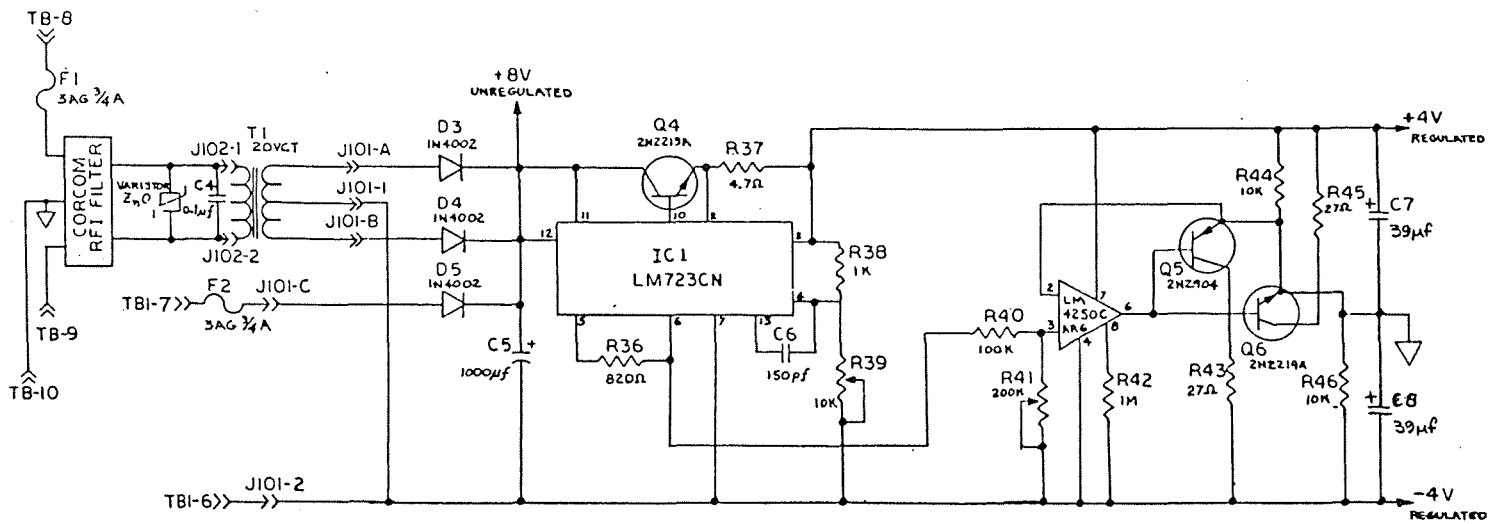 TB-8
F1
3AG 3/4 A
CORCOM
RFI FILTER
TB-9
TB-10
VARISTOR
ZnO
C4
0.1µf
J102-1
J102-2
T1
20VCT
J101-A
J101-1
J101-B
TB1-7
F2
3AG 3/4 A
J101-C
TB1-6
J101-2
D3
1N4002
D4
1N4002
D5
1N4002
+8V
UNREGULATED
C5
+
1000µf
Q4
2N2219A
R37
4.7Ω
11
10
2
12
IC1
LM723CN
3
4
5
6
7
13
R36
820Ω
C6
150pf
R38
1K
R39
10K
R40
100K
R41
200K
2
3
LM
4250C
7
6
8
4
R42
1M
Q5
2N2904
R43
27Ω
Q6
2N2219A
R44
10K
R45
27Ω
R46
10K
+
C7
39µf
+
C8
39µf
+4V
REGULATED
-4V
REGULATED